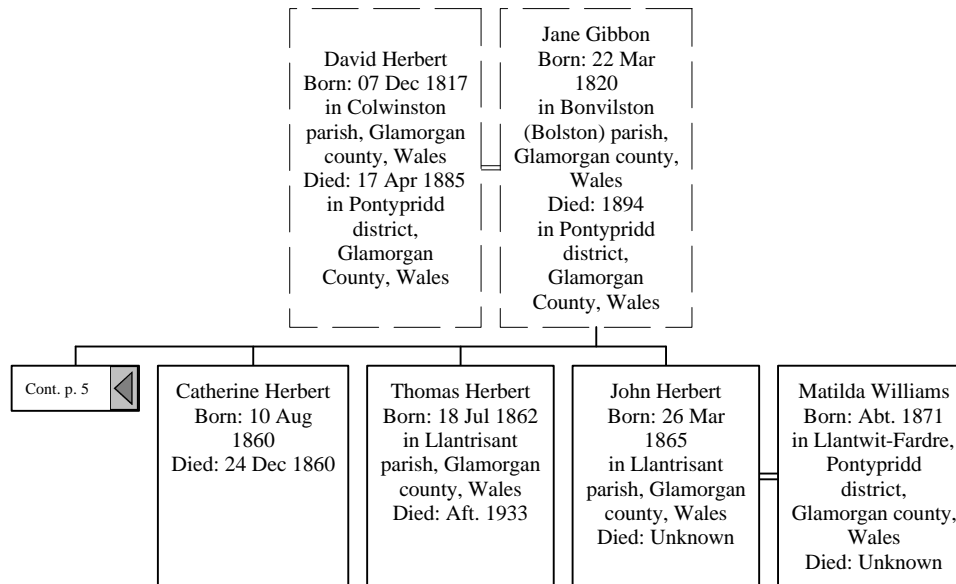 David Herbert
Born: 07 Dec 1817
in Colwinston
parish, Glamorgan
county, Wales
Died: 17 Apr 1885
in Pontypridd
district,
Glamorgan
County, Wales
Jane Gibbon
Born: 22 Mar
1820
in Bonvilston
(Bolston) parish,
Glamorgan county,
Wales
Died: 1894
in Pontypridd
district,
Glamorgan
County, Wales
Cont. p. 5
Catherine Herbert
Born: 10 Aug
1860
Died: 24 Dec 1860
Thomas Herbert
Born: 18 Jul 1862
in Llantrisant
parish, Glamorgan
county, Wales
Died: Aft. 1933
John Herbert
Born: 26 Mar
1865
in Llantrisant
parish, Glamorgan
county, Wales
Died: Unknown
Matilda Williams
Born: Abt. 1871
in Llantwit-Fardre,
Pontypridd
district,
Glamorgan county,
Wales
Died: Unknown